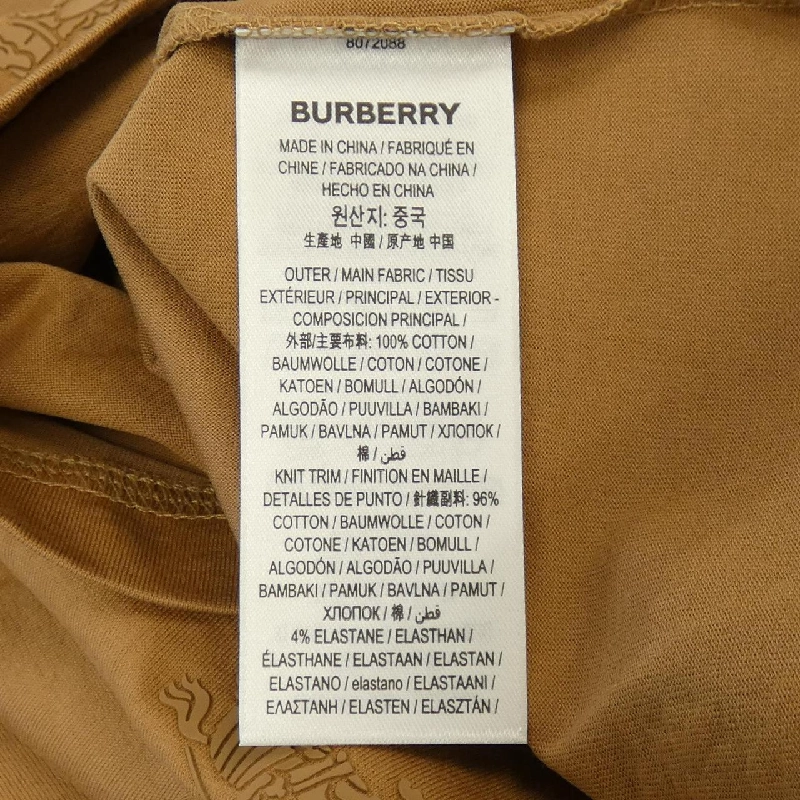 8072088
BURBERRY
MADE IN CHINA / FABRIQUÉ EN
CHINE / FABRICADO NA CHINA /
HECHO EN CHINA
원산지: 중국
生產地 中國 / 原产地 中国
OUTER / MAIN FABRIC / TISSU
EXTÉRIEUR / PRINCIPAL / EXTERIOR -
COMPOSICION PRINCIPAL /
外部/主要布料: 100% COTTON /
BAUMWOLLE / COTON / COTONE /
KATOEN / BOMULL / ALGODÓN /
ALGODÃO / PUUVILLA / BAMBAKI /
PAMUK / BAVLNA / PAMUT / ХЛОПОК /
棉 / قطن
KNIT TRIM / FINITION EN MAILLE /
DETALLES DE PUNTO / 針織副料: 96%
COTTON / BAUMWOLLE / COTON /
COTONE / KATOEN / BOMULL /
ALGODÓN / ALGODÃO / PUUVILLA /
BAMBAKI / PAMUK / BAVLNA / PAMUT /
ХЛОПОК / 棉 / قطن
4% ELASTANE / ELASTHAN /
ÉLASTHANE / ELASTAAN / ELASTAN /
ELASTANO / elastano / ELASTAANI /
ΕΛΑΣΤΑΝΗ / ELASTEN / ELASZTÁN /